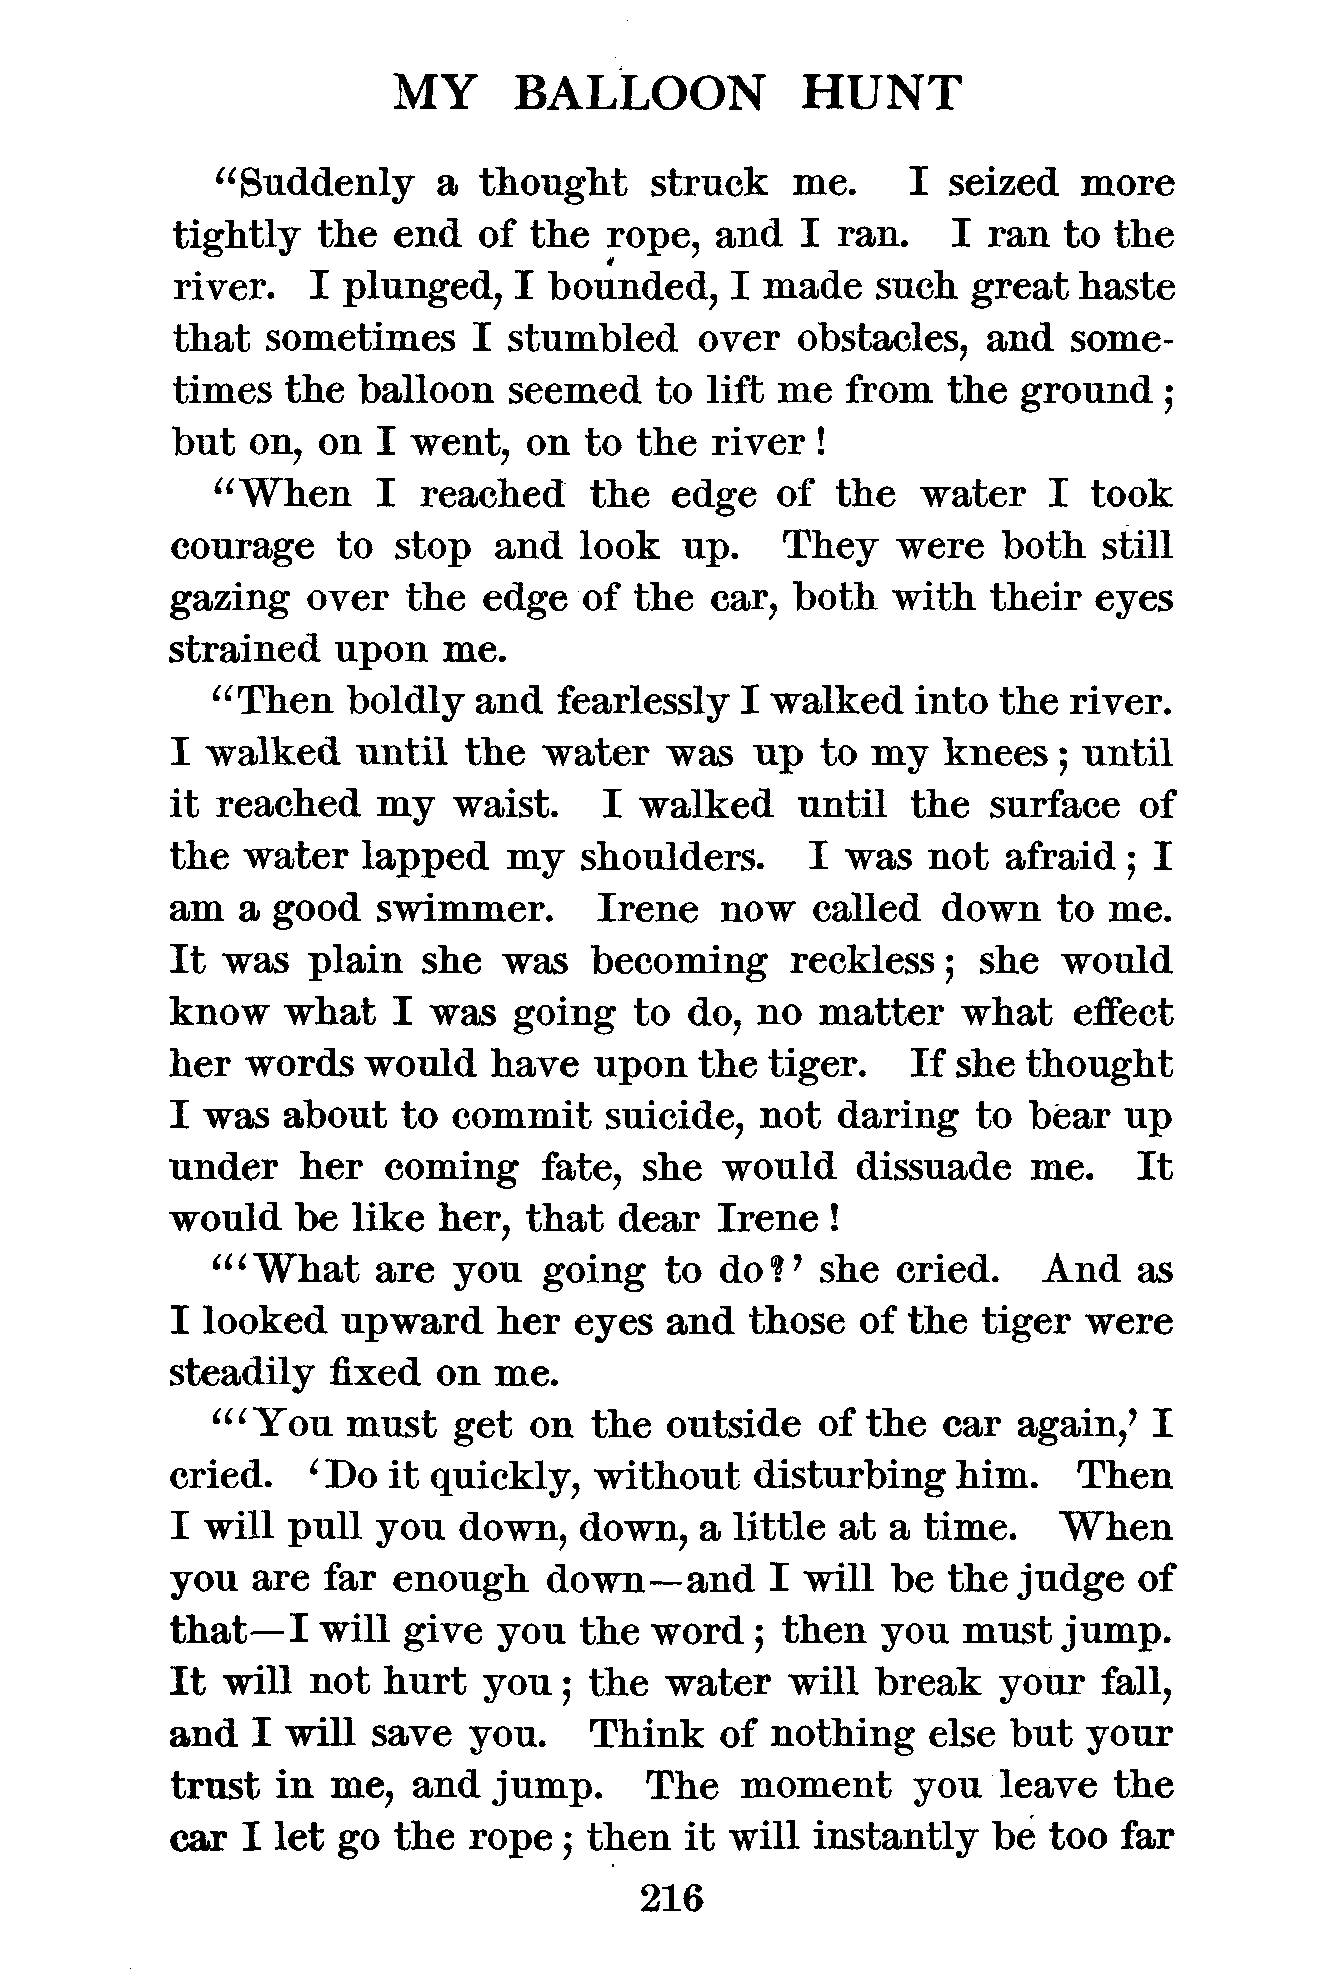 MY BALLOON HUNT
"Suddenly a thought struck me. I seized more
tightly the end of the rope, and I ran. I ran to the
river. I plunged, I bounded, I made such great haste
that sometimes I stumbled over obstacles, and some-
times the balloon seemed to lift me from the ground;
but on, on I went, on to the river!
"When I reached the edge of the water I took
courage to stop and look up. They were both still
gazing over the edge of the car, both with their eyes
strained upon me.
"Then boldly and fearlessly I walked into the river.
I walked until the water was up to my knees; until
it reached my waist. I walked until the surface of
the water lapped my shoulders. I was not afraid; I
am a good swimmer. Irene now called down to me.
It was plain she was becoming reckless; she would
know what I was going to do, no matter what effect
her words would have upon the tiger. If she thought
I was about to commit suicide, not daring to bear up
under her coming fate, she would dissuade me. It
would be like her, that dear Irene!
"'What are you going to do?' she cried. And as
I looked upward her eyes and those of the tiger were
steadily fixed on me.
"'You must get on the outside of the car again,' I
cried. 'Do it quickly, without disturbing him. Then
I will pull you down, down, a little at a time. When
you are far enough down—and I will be the judge of
that—I will give you the word; then you must jump.
It will not hurt you; the water will break your fall,
and I will save you. Think of nothing else but your
trust in me, and jump. The moment you leave the
car I let go the rope; then it will instantly be too far
216